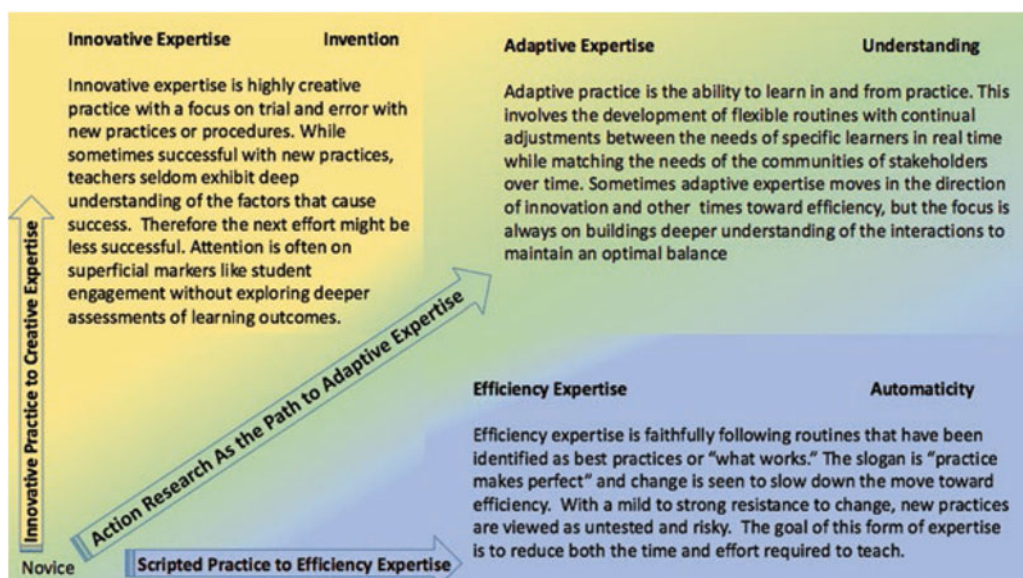 Innovative Expertise Invention
Innovative expertise is highly creative
practice with a focus on trial and error with
new practices or procedures. While
sometimes successful with new practices,
teachers seldom exhibit deep
understanding of the factors that cause
success. Therefore the next effort might be
less successful. Attention is often on
superficial markers like student
engagement without exploring deeper
assessments of learning outcomes.
Adaptive Expertise Understanding
Adaptive practice is the ability to learn in and from practice. This
involves the development of flexible routines with continual
adjustments between the needs of specific learners in real time
while matching the needs of the communities of stakeholders
over time. Sometimes adaptive expertise moves in the direction
of innovation and other times toward efficiency, but the focus is
always on buildings deeper understanding of the interactions to
maintain an optimal balance
Innovative Practice to Creative Expertise
Action Research As the Path to Adaptive Expertise
Efficiency Expertise Automaticity
Efficiency expertise is faithfully following routines that have been
identified as best practices or “what works.” The slogan is “practice
makes perfect” and change is seen to slow down the move toward
efficiency. With a mild to strong resistance to change, new practices
are viewed as untested and risky. The goal of this form of expertise
is to reduce both the time and effort required to teach.
Novice
Scripted Practice to Efficiency Expertise